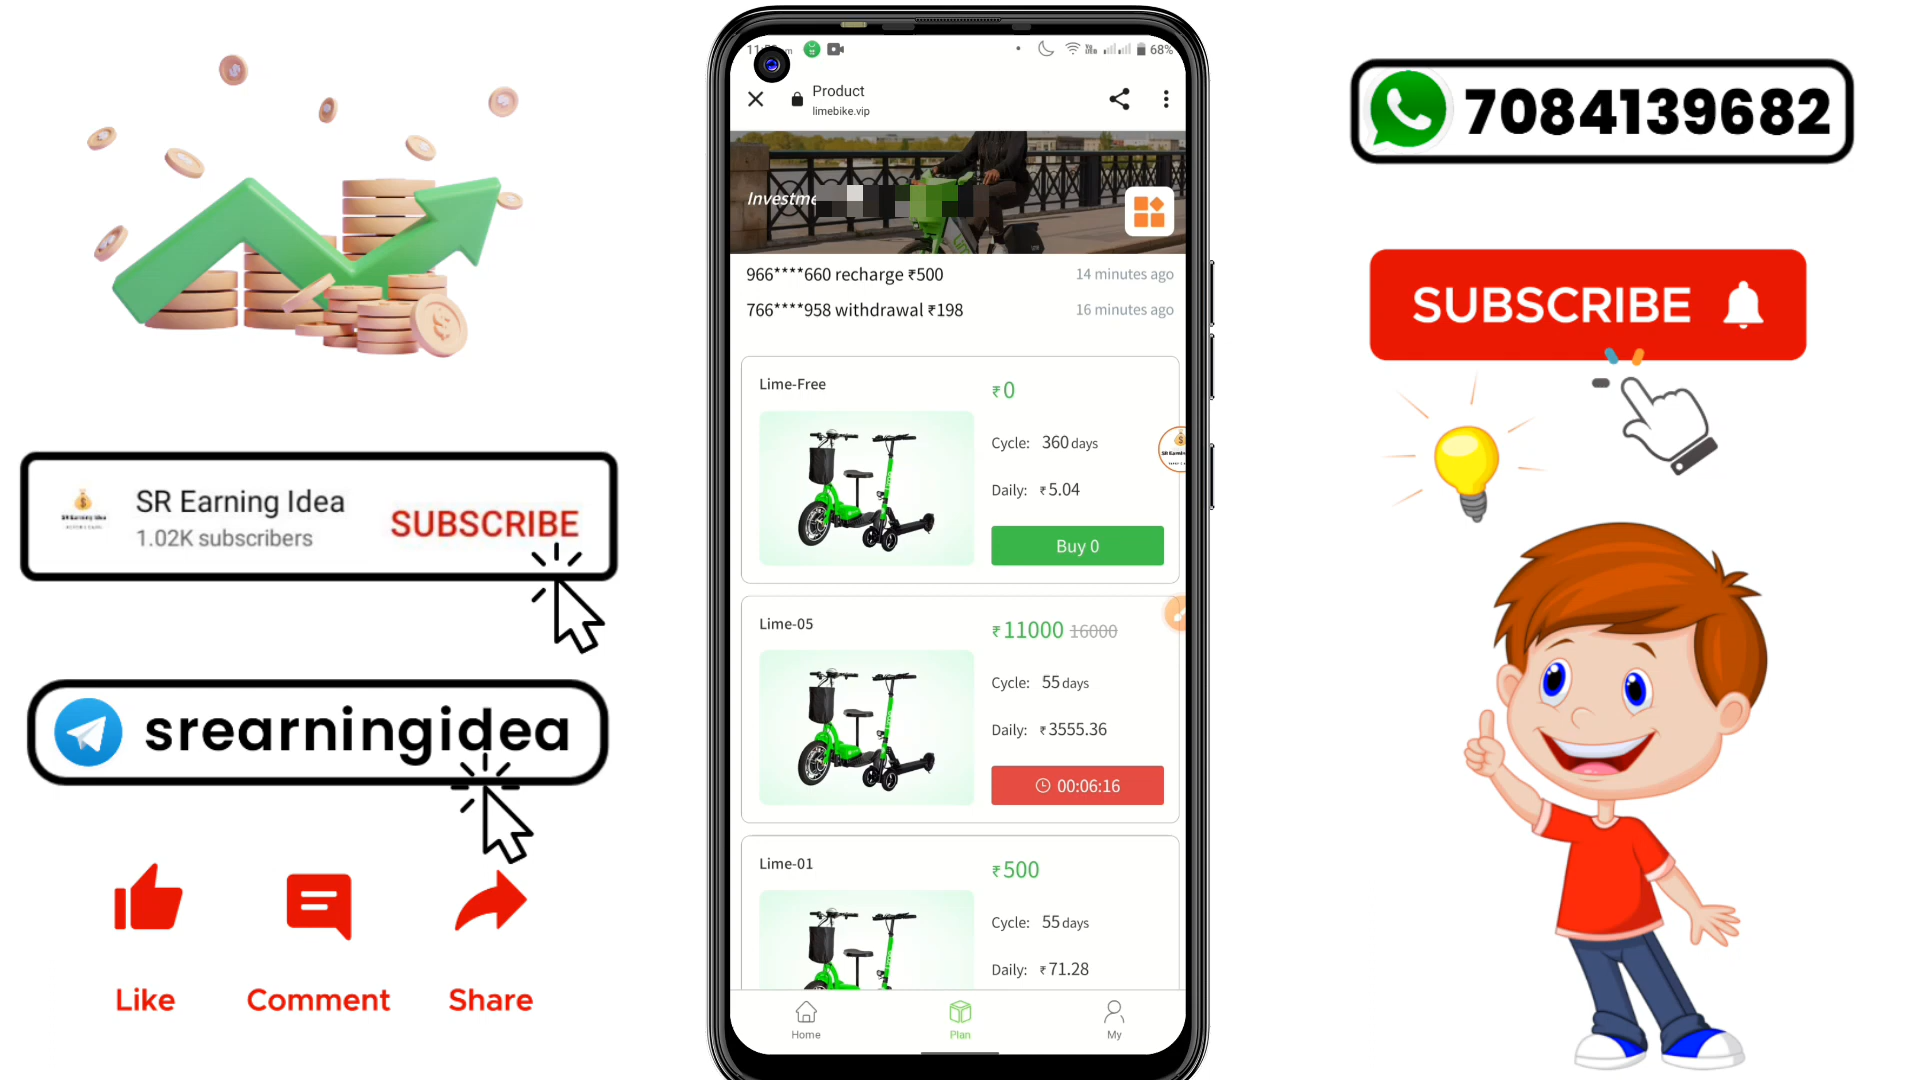 68%
Product
limebike.vip
966****660 recharge ₹500
14 minutes ago
766****958 withdrawal ₹198
16 minutes ago
Lime-Free
₹0
Cycle: 360 days
Daily: ₹5.04
Buy 0
Lime-05
₹11000 16000
Cycle: 55 days
Daily: ₹3555.36
00:06:16
Lime-01
₹500
Cycle: 55 days
Daily: ₹71.28
Home
Plan
My
SR Earning Idea
SR Earning Idea
1.02K subscribers
SUBSCRIBE
srearningidea
Like
Comment
Share
7084139682
SUBSCRIBE